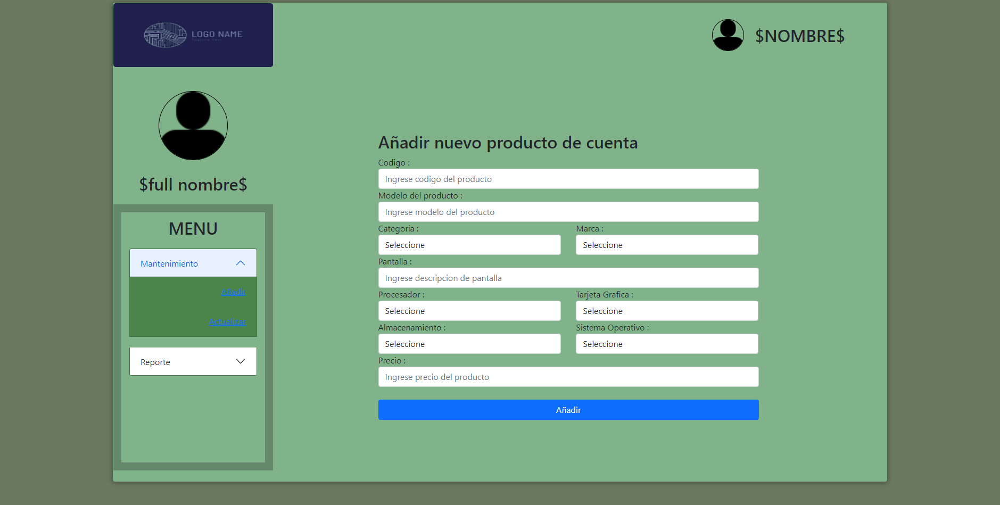 LOGO NAME
Tagline Text
$NOMBRE$
$full nombre$
MENU
Mantenimiento
Añadir
Actualizar
Reporte
Añadir nuevo producto de cuenta
Codigo :
Ingrese codigo del producto
Modelo del producto :
Ingrese modelo del producto
Categoria : Marca :
Seleccione Seleccione
Pantalla :
Ingrese descripcion de pantalla
Procesador : Tarjeta Grafica :
Seleccione Seleccione
Almacenamiento : Sistema Operativo :
Seleccione Seleccione
Precio :
Ingrese precio del producto
Añadir